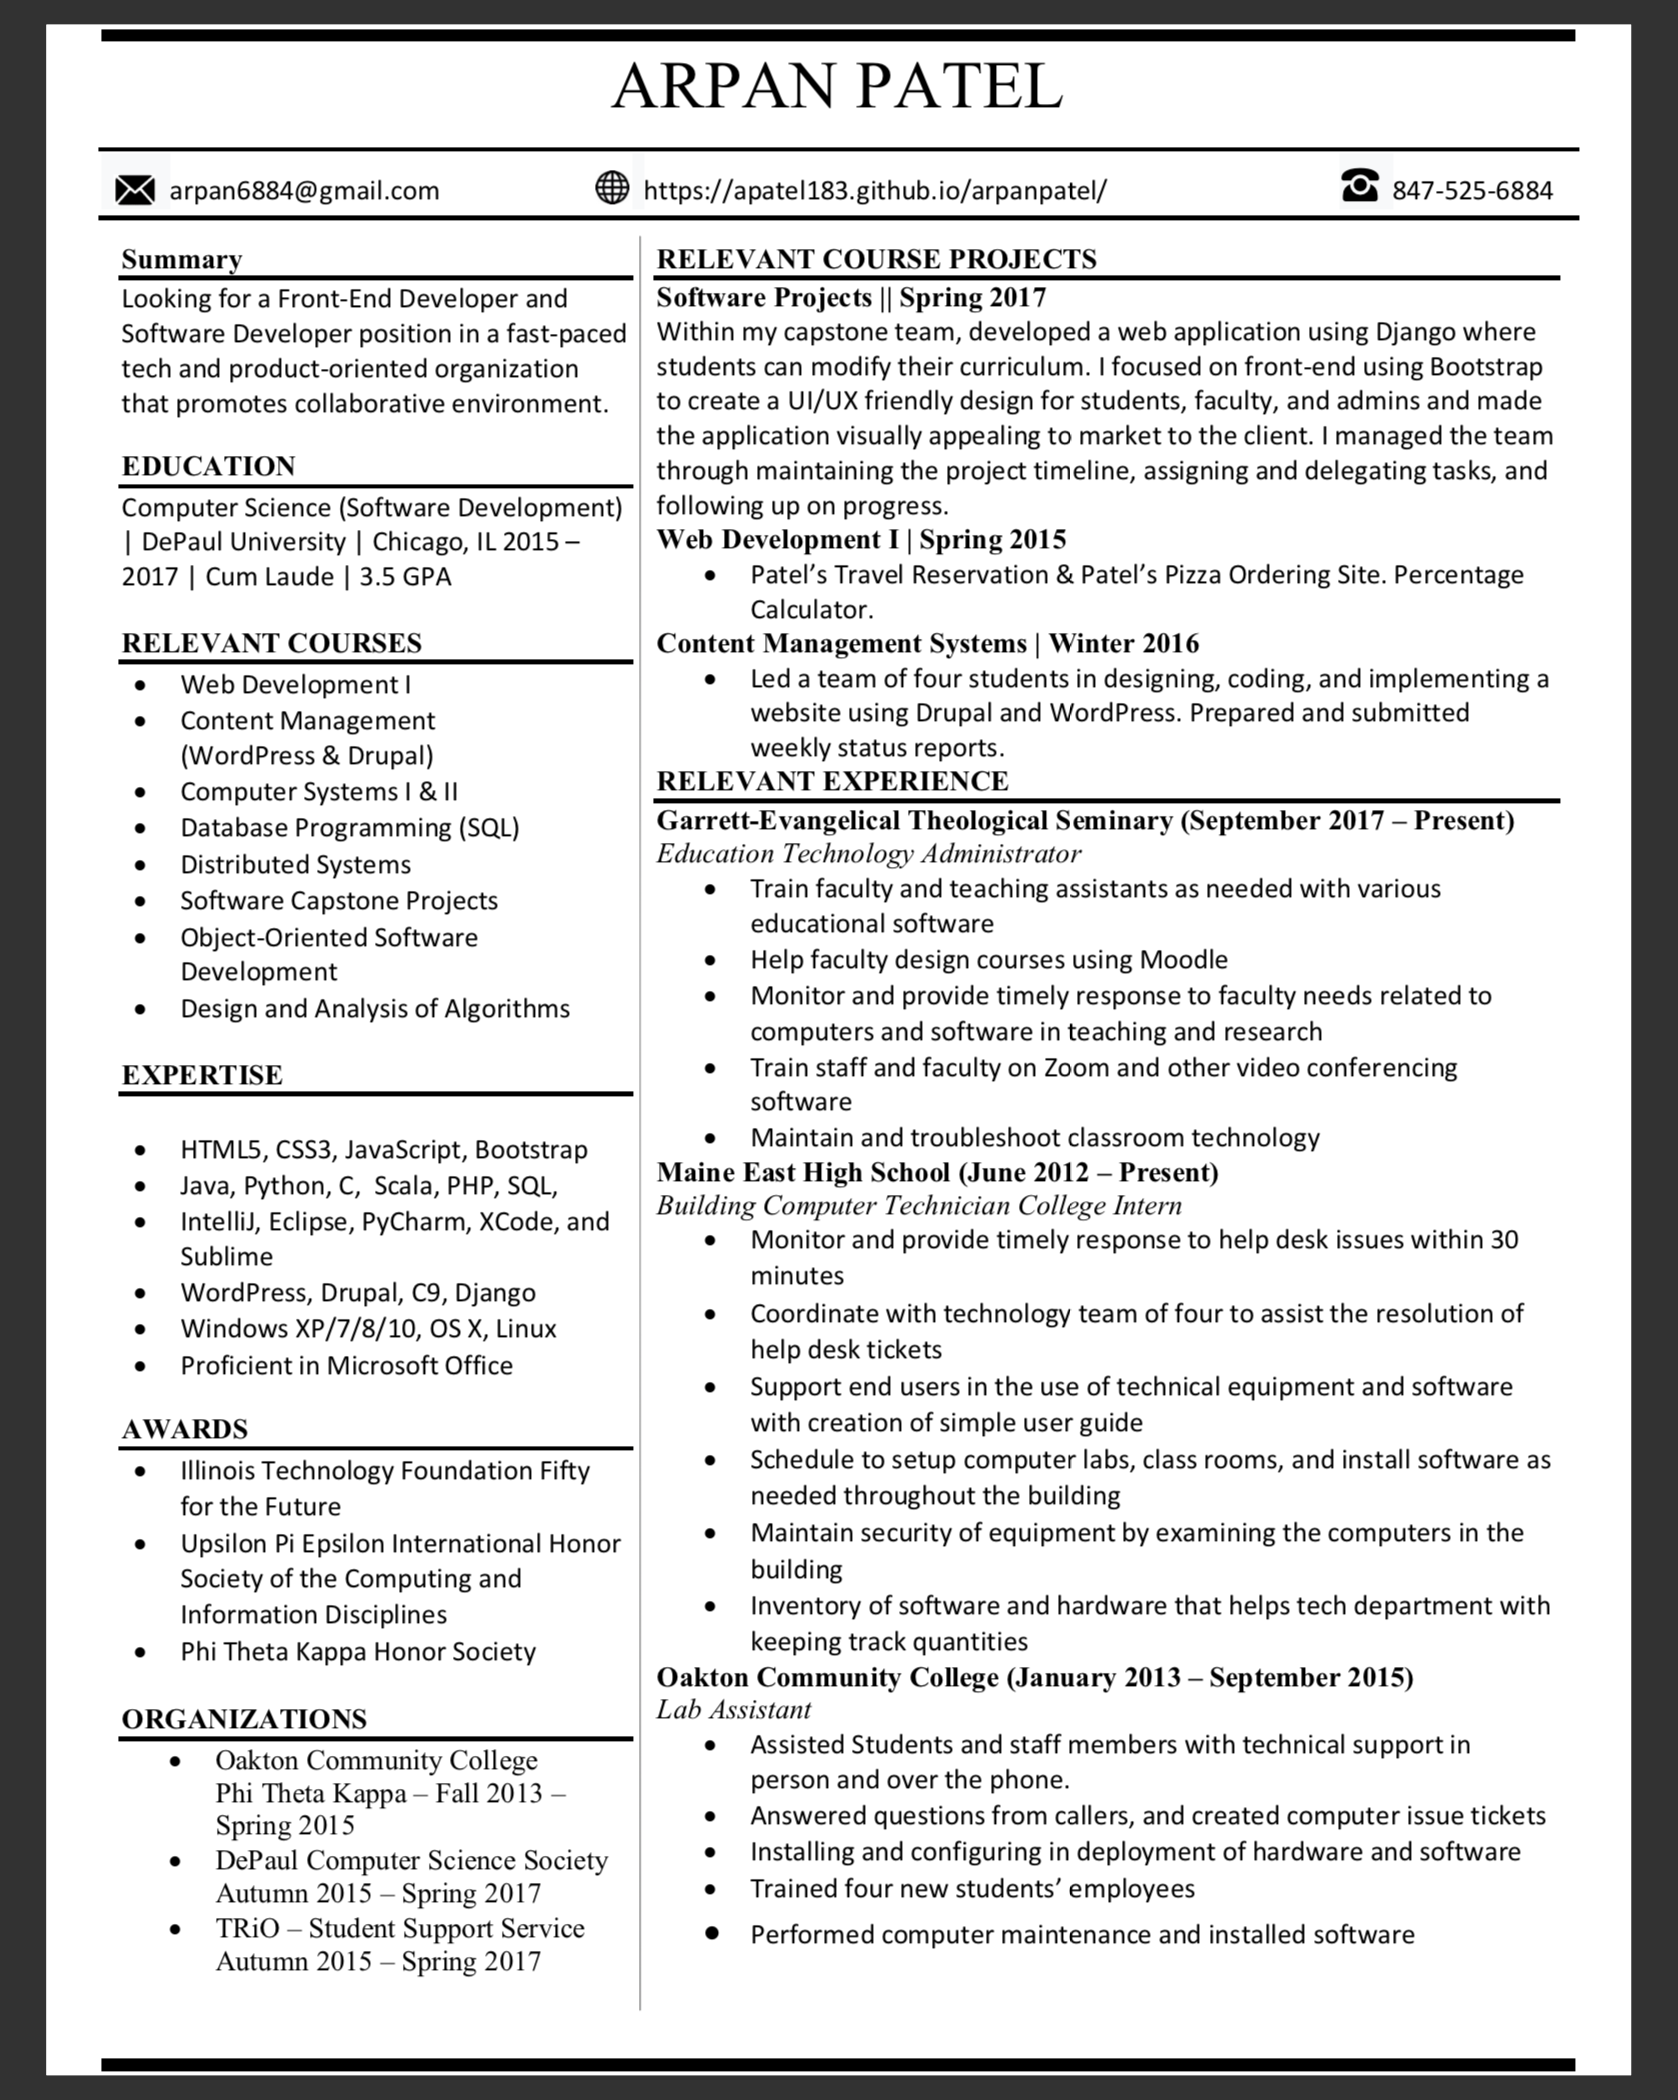 ARPAN PATEL
arpan6884@gmail.com
https://apatel183.github.io/arpanpatel/
847-525-6884
Summary
Looking for a Front-End Developer and
Software Developer position in a fast-paced
tech and product-oriented organization
that promotes collaborative environment.
EDUCATION
Computer Science (Software Development)
| DePaul University | Chicago, IL 2015 –
2017 | Cum Laude | 3.5 GPA
RELEVANT COURSES
• Web Development I
• Content Management
(WordPress & Drupal)
• Computer Systems I & II
• Database Programming (SQL)
• Distributed Systems
• Software Capstone Projects
• Object-Oriented Software
Development
• Design and Analysis of Algorithms
EXPERTISE
• HTML5, CSS3, JavaScript, Bootstrap
• Java, Python, C, Scala, PHP, SQL,
• IntelliJ, Eclipse, PyCharm, XCode, and
Sublime
• WordPress, Drupal, C9, Django
• Windows XP/7/8/10, OS X, Linux
• Proficient in Microsoft Office
AWARDS
• Illinois Technology Foundation Fifty
for the Future
• Upsilon Pi Epsilon International Honor
Society of the Computing and
Information Disciplines
• Phi Theta Kappa Honor Society
ORGANIZATIONS
• Oakton Community College
Phi Theta Kappa – Fall 2013 –
Spring 2015
• DePaul Computer Science Society
Autumn 2015 – Spring 2017
• TRiO – Student Support Service
Autumn 2015 – Spring 2017
RELEVANT COURSE PROJECTS
Software Projects || Spring 2017
Within my capstone team, developed a web application using Django where
students can modify their curriculum. I focused on front-end using Bootstrap
to create a UI/UX friendly design for students, faculty, and admins and made
the application visually appealing to market to the client. I managed the team
through maintaining the project timeline, assigning and delegating tasks, and
following up on progress.
Web Development I | Spring 2015
• Patel’s Travel Reservation & Patel’s Pizza Ordering Site. Percentage
Calculator.
Content Management Systems | Winter 2016
• Led a team of four students in designing, coding, and implementing a
website using Drupal and WordPress. Prepared and submitted
weekly status reports.
RELEVANT EXPERIENCE
Garrett-Evangelical Theological Seminary (September 2017 – Present)
Education Technology Administrator
• Train faculty and teaching assistants as needed with various
educational software
• Help faculty design courses using Moodle
• Monitor and provide timely response to faculty needs related to
computers and software in teaching and research
• Train staff and faculty on Zoom and other video conferencing
software
• Maintain and troubleshoot classroom technology
Maine East High School (June 2012 – Present)
Building Computer Technician College Intern
• Monitor and provide timely response to help desk issues within 30
minutes
• Coordinate with technology team of four to assist the resolution of
help desk tickets
• Support end users in the use of technical equipment and software
with creation of simple user guide
• Schedule to setup computer labs, class rooms, and install software as
needed throughout the building
• Maintain security of equipment by examining the computers in the
building
• Inventory of software and hardware that helps tech department with
keeping track quantities
Oakton Community College (January 2013 – September 2015)
Lab Assistant
• Assisted Students and staff members with technical support in
person and over the phone.
• Answered questions from callers, and created computer issue tickets
• Installing and configuring in deployment of hardware and software
• Trained four new students’ employees
• Performed computer maintenance and installed software